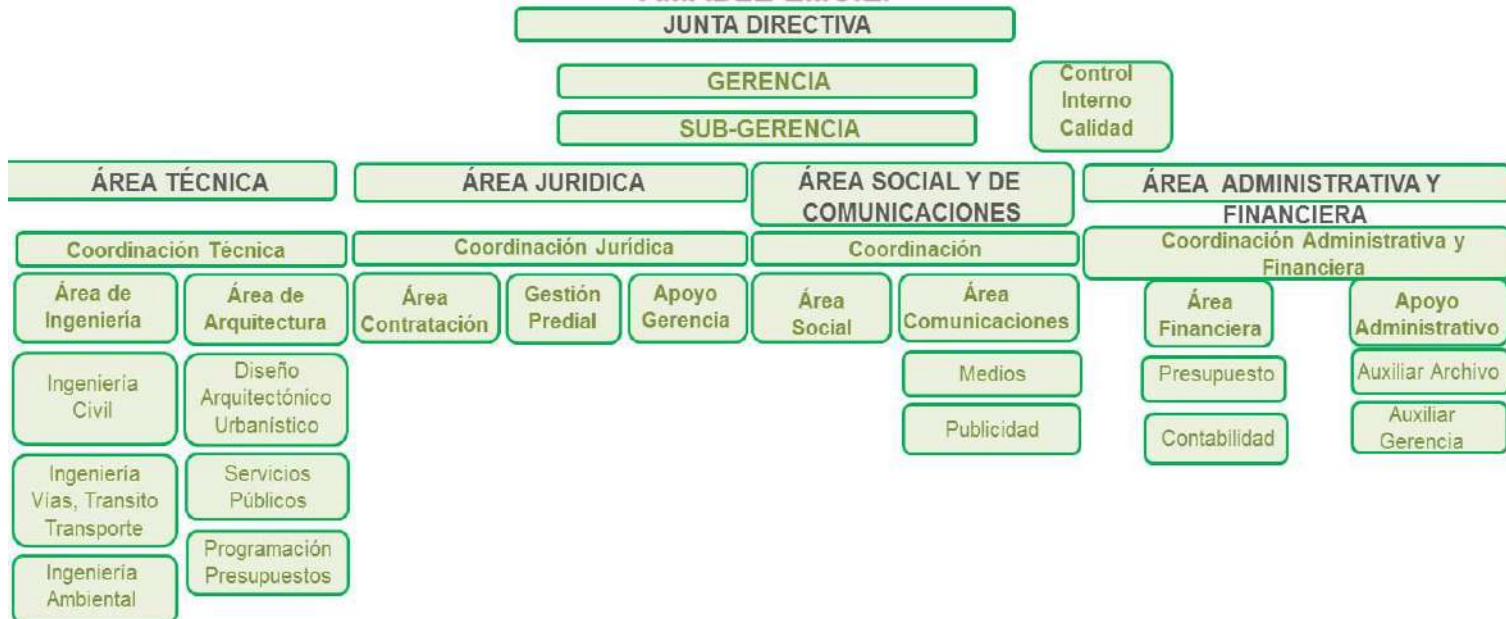 JUNTA DIRECTIVA
GERENCIA
SUB-GERENCIA
Control
Interno
Calidad
ÁREA TÉCNICA
ÁREA JURIDICA
ÁREA SOCIAL Y DE
COMUNICACIONES
ÁREA ADMINISTRATIVA Y
FINANCIERA
Coordinación Técnica
Coordinación Jurídica
Coordinación
Coordinación Administrativa y
Financiera
Área de
Ingeniería
Área de
Arquitectura
Área
Contratación
Gestión
Predial
Apoyo
Gerencia
Área
Social
Área
Comunicaciones
Área
Financiera
Apoyo
Administrativo
Ingeniería
Civil
Diseño
Arquitectónico
Urbanístico
Medios
Presupuesto
Auxiliar Archivo
Publicidad
Contabilidad
Auxiliar
Gerencia
Ingeniería
Vías, Transito
Transporte
Servicios
Públicos
Programación
Presupuestos
Ingeniería
Ambiental